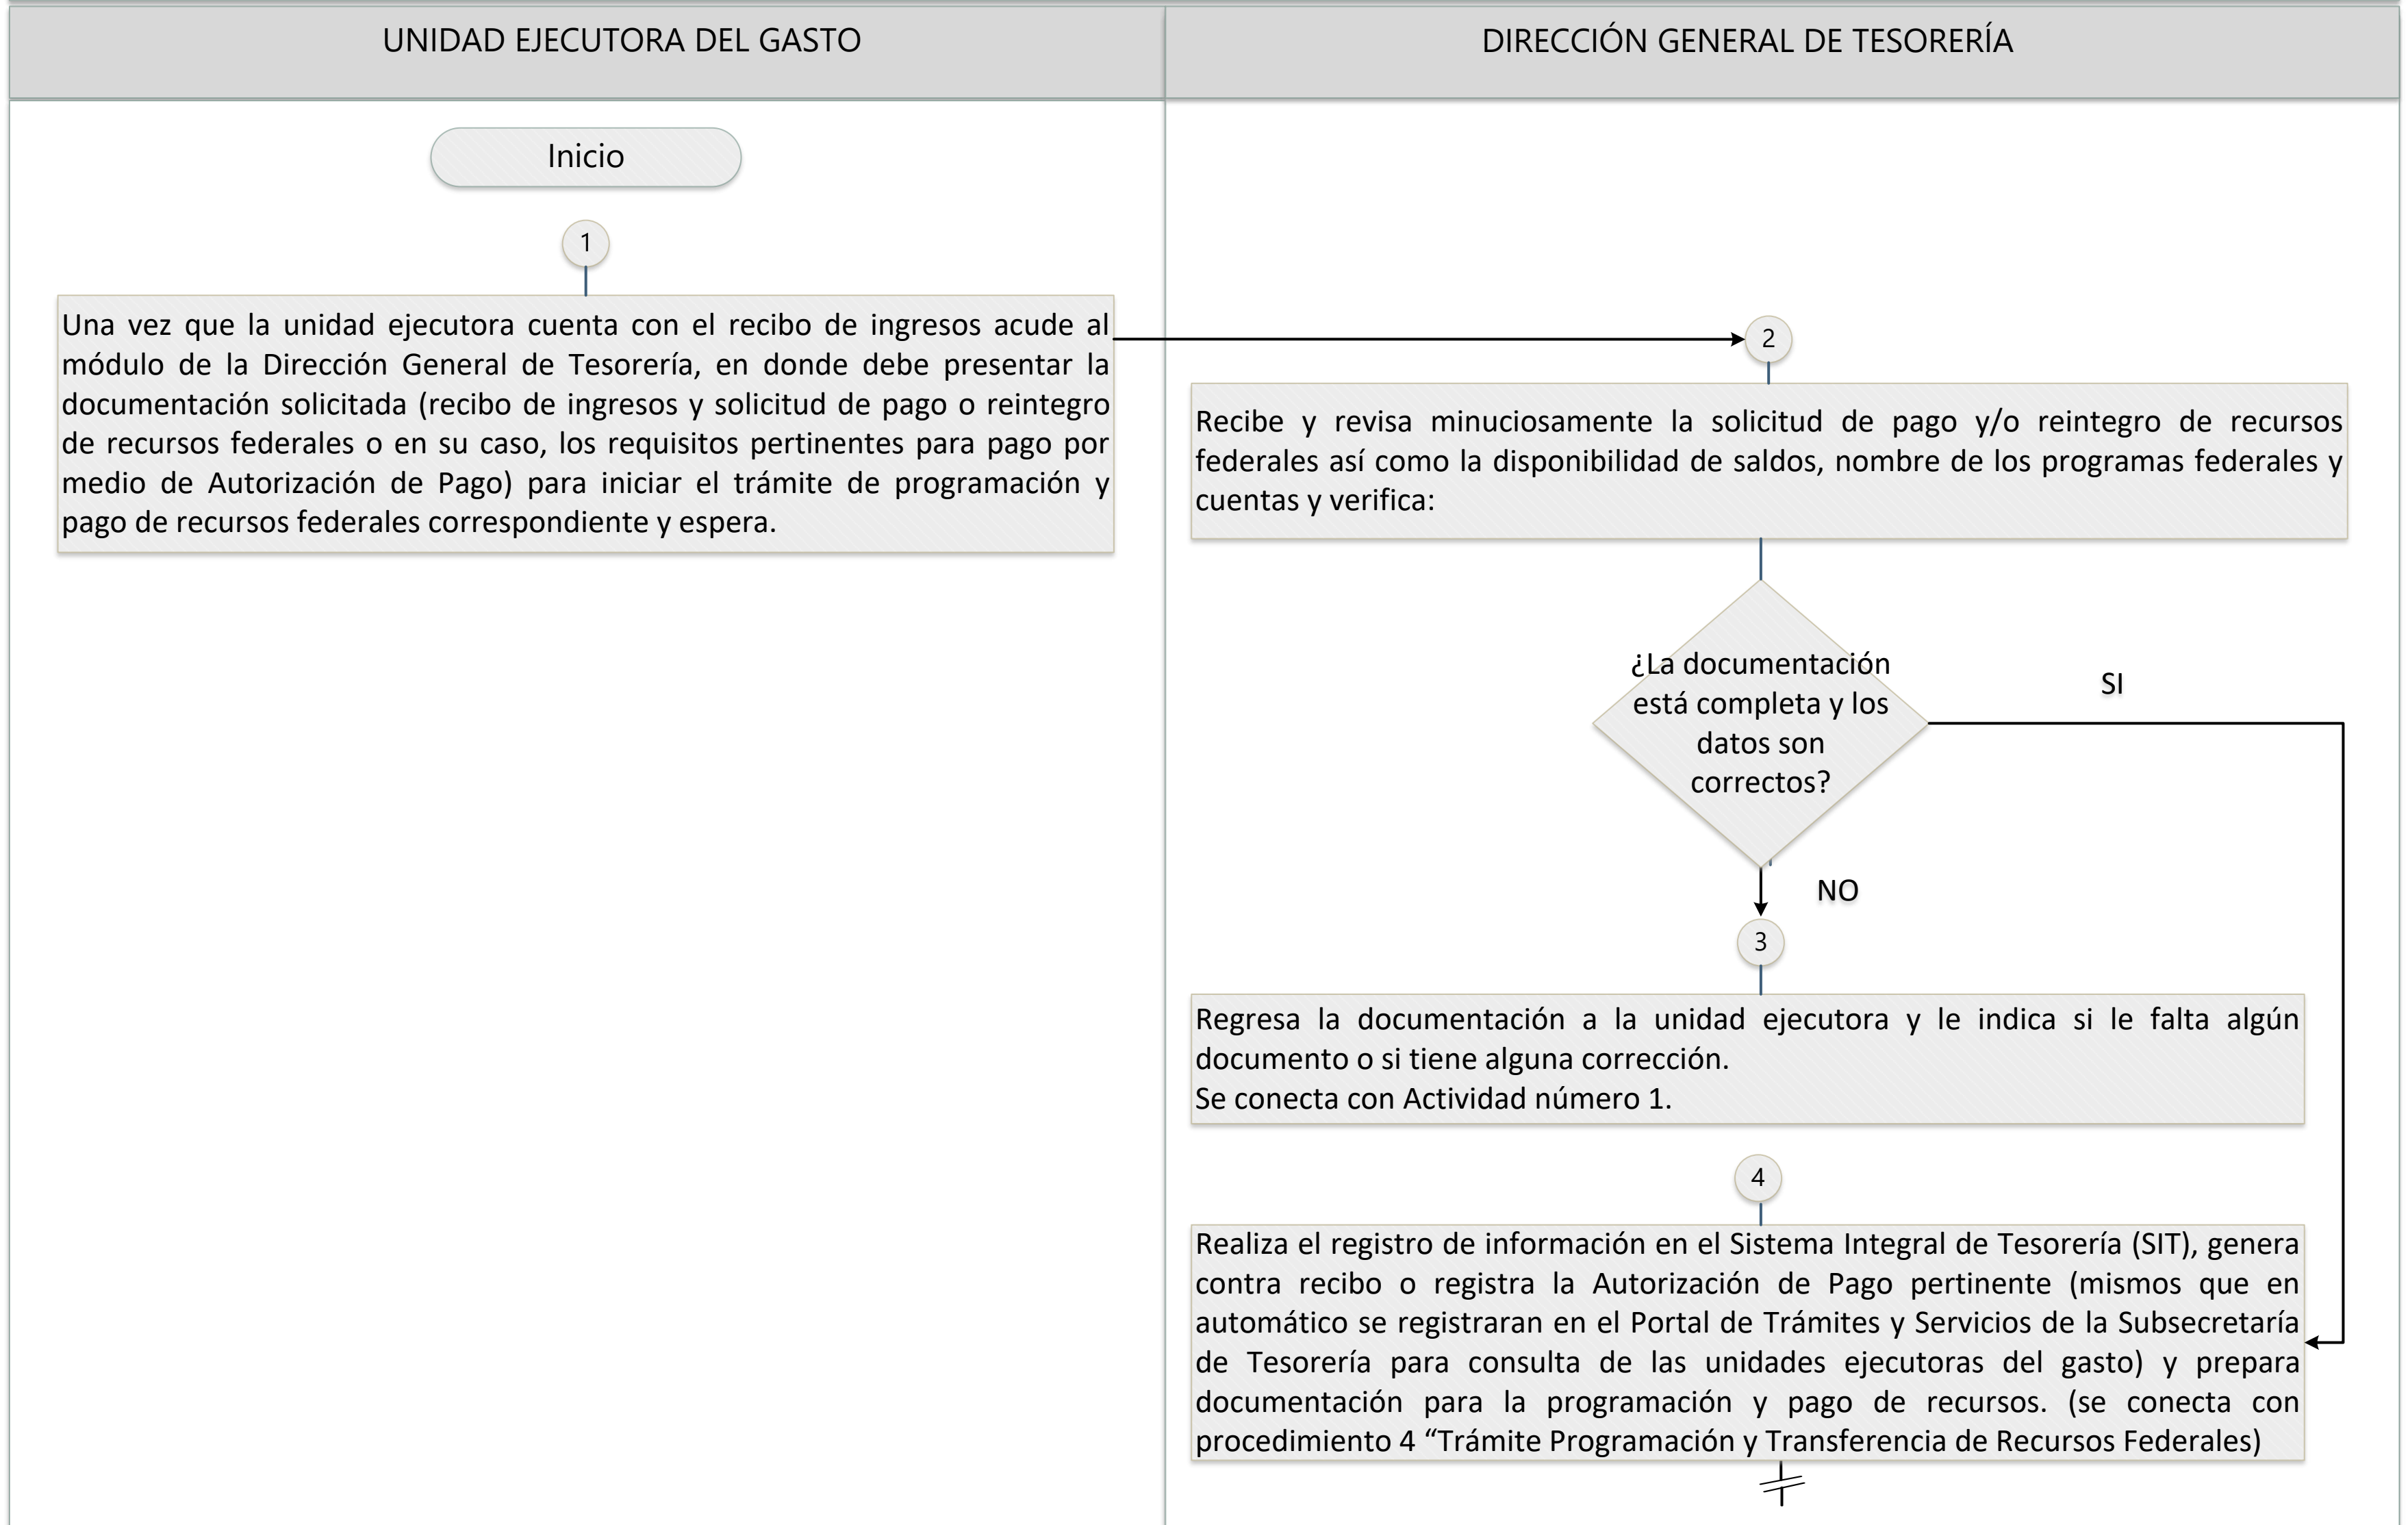 UNIDAD EJECUTORA DEL GASTO
DIRECCIÓN GENERAL DE TESORERÍA
Inicio
1
Una vez que la unidad ejecutora cuenta con el recibo de ingresos acude al
módulo de la Dirección General de Tesorería, en donde debe presentar la
documentación solicitada (recibo de ingresos y solicitud de pago o reintegro
de recursos federales o en su caso, los requisitos pertinentes para pago por
medio de Autorización de Pago) para iniciar el trámite de programación y
pago de recursos federales correspondiente y espera.
2
Recibe y revisa minuciosamente la solicitud de pago y/o reintegro de recursos
federales así como la disponibilidad de saldos, nombre de los programas federales y
cuentas y verifica:
¿La documentación
está completa y los
datos son
correctos?
SI
NO
3
Regresa la documentación a la unidad ejecutora y le indica si le falta algún
documento o si tiene alguna corrección.
Se conecta con Actividad número 1.
4
Realiza el registro de información en el Sistema Integral de Tesorería (SIT), genera
contra recibo o registra la Autorización de Pago pertinente (mismos que en
automático se registraran en el Portal de Trámites y Servicios de la Subsecretaría
de Tesorería para consulta de las unidades ejecutoras del gasto) y prepara
documentación para la programación y pago de recursos. (se conecta con
procedimiento 4 “Trámite Programación y Transferencia de Recursos Federales)